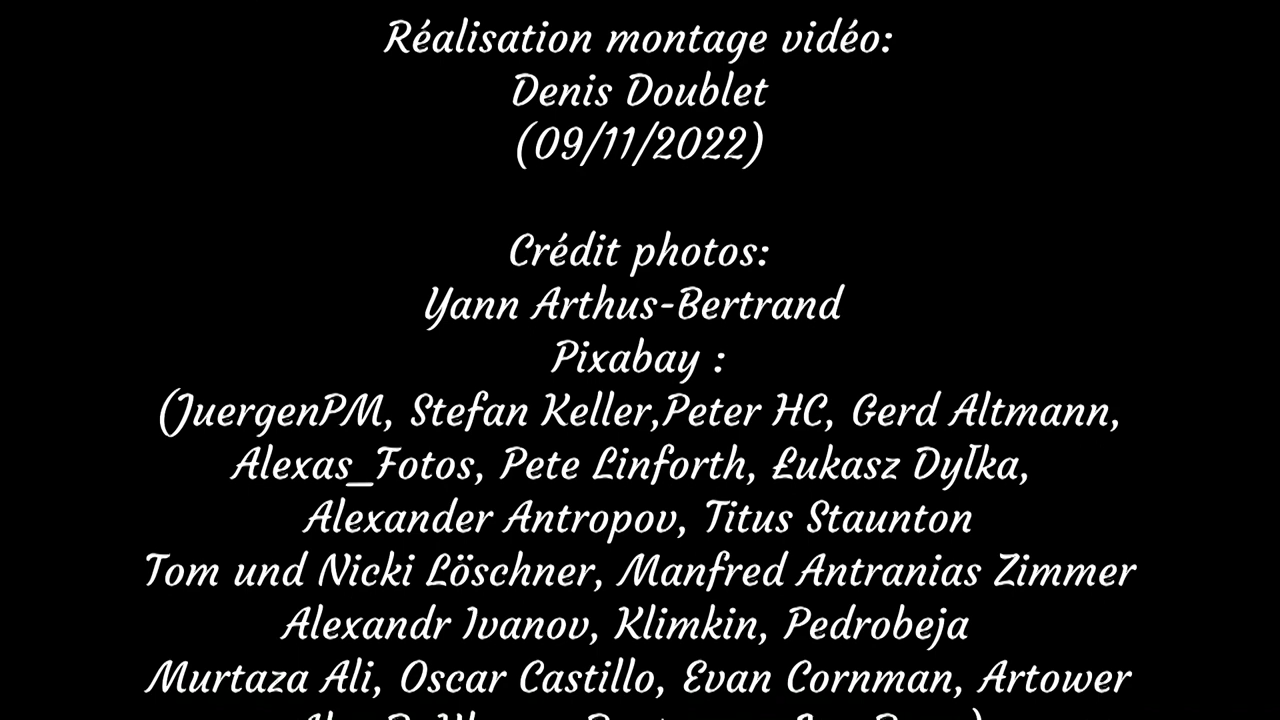 Réalisation montage vidéo:
Denis Doublet
(09/11/2022)
Crédit photos:
Yann Arthus-Bertrand
Pixabay :
(JuergenPM, Stefan Keller,Peter HC, Gerd Altmann,
Alexas_Fotos, Pete Linforth, Łukasz Dyłka,
Alexander Antropov, Titus Staunton
Tom und Nicki Löschner, Manfred Antranias Zimmer
Alexandr Ivanov, Klimkin, Pedrobeja
Murtaza Ali, Oscar Castillo, Evan Cornman, Artower